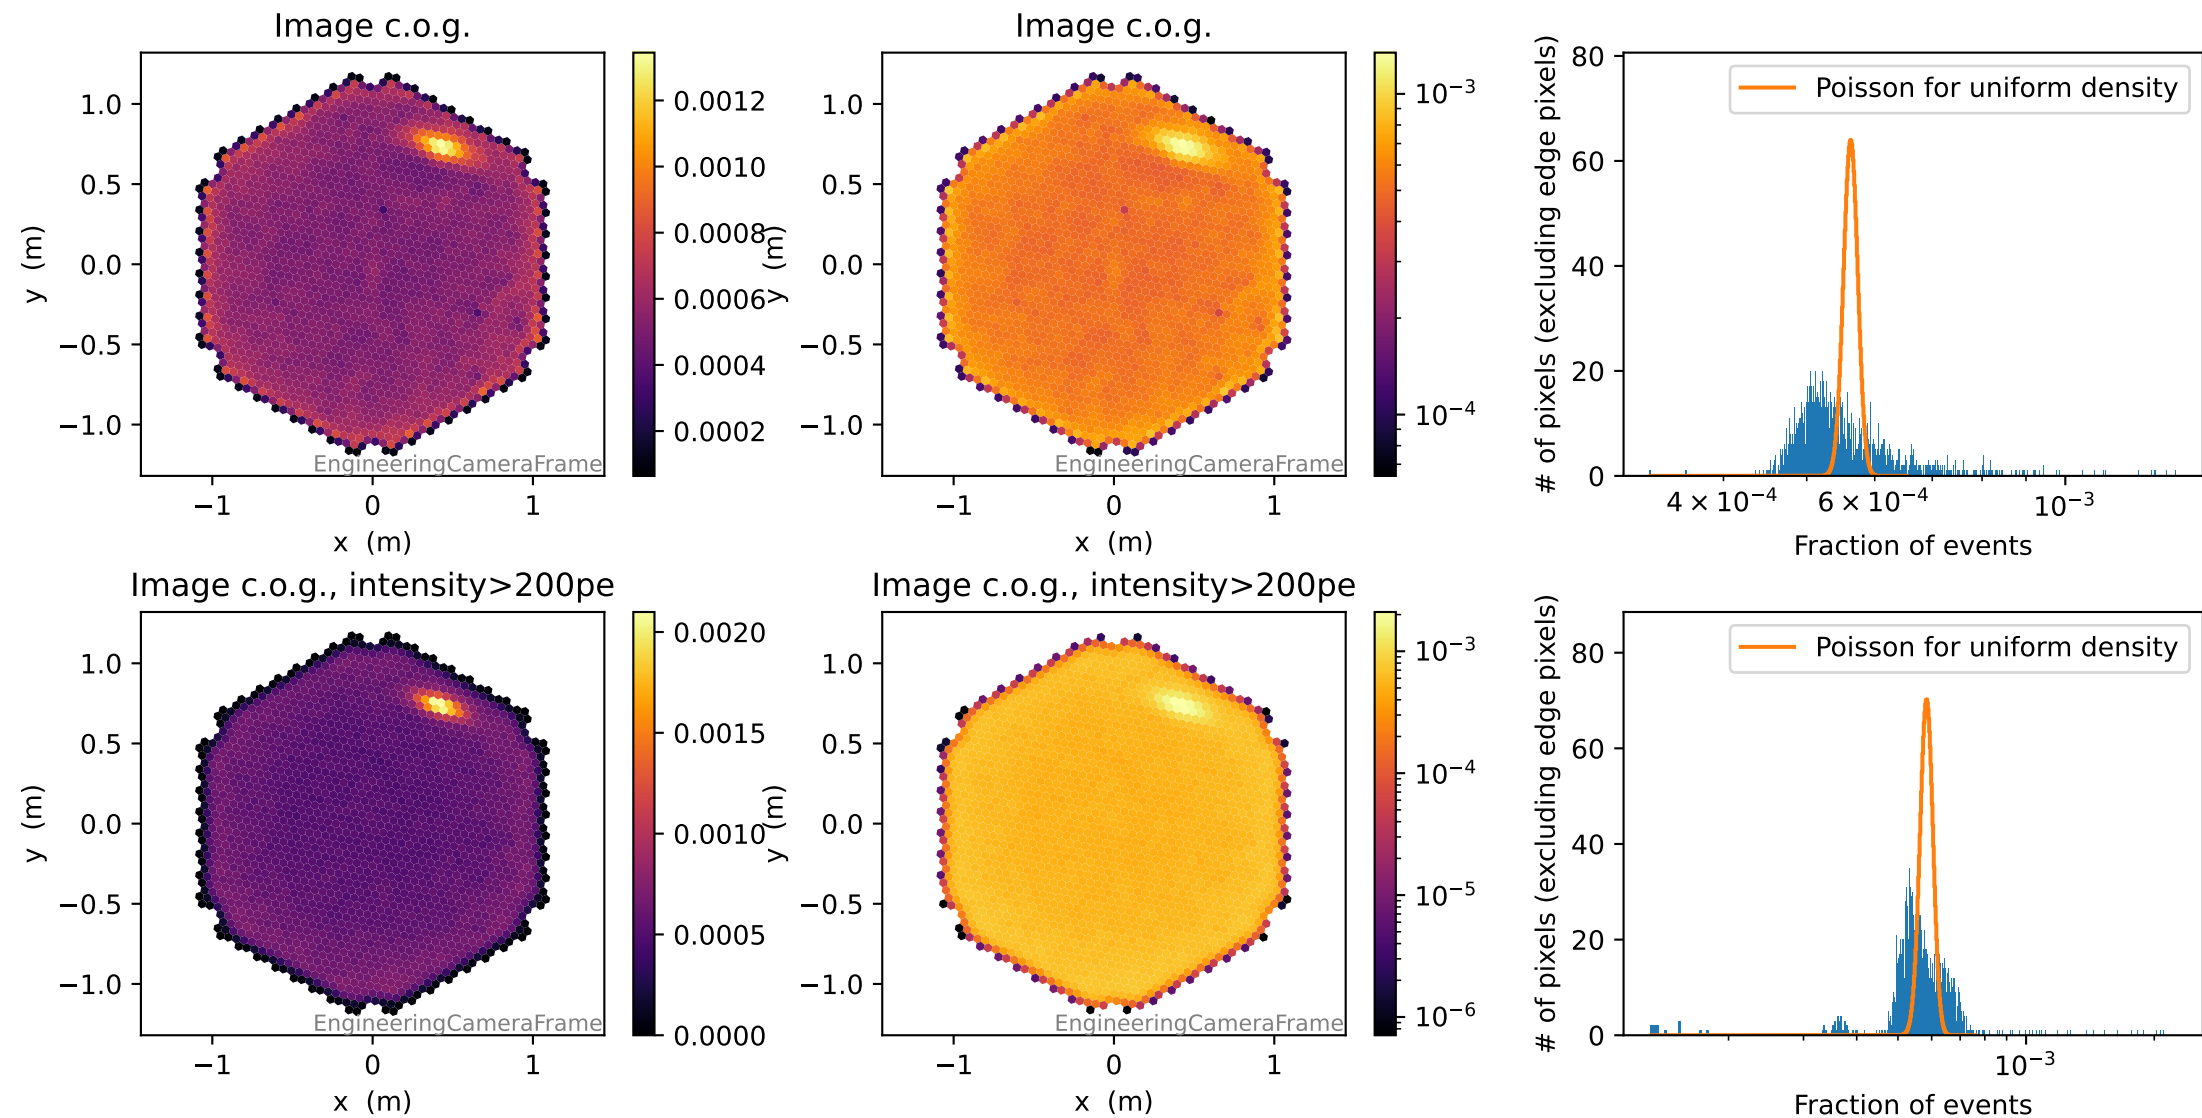 Image c.o.g.
1.0
0.5
0.0
−0.5
−1.0
y (m)
−1
0
1
x (m)
EngineeringCameraFrame
0.0012
0.0010
0.0008
0.0006
0.0004
0.0002
Image c.o.g.
1.0
0.5
0.0
−0.5
−1.0
y (m)
−1
0
1
x (m)
EngineeringCameraFrame
10⁻³
10⁻⁴
80
60
40
20
0
# of pixels (excluding edge pixels)
Poisson for uniform density
4 × 10⁻⁴
6 × 10⁻⁴
10⁻³
Fraction of events
Image c.o.g., intensity>200pe
1.0
0.5
0.0
−0.5
−1.0
y (m)
−1
0
1
x (m)
EngineeringCameraFrame
0.0020
0.0015
0.0010
0.0005
0.0000
Image c.o.g., intensity>200pe
1.0
0.5
0.0
−0.5
−1.0
y (m)
−1
0
1
x (m)
EngineeringCameraFrame
10⁻³
10⁻⁴
10⁻⁵
10⁻⁶
80
60
40
20
0
# of pixels (excluding edge pixels)
Poisson for uniform density
10⁻³
Fraction of events